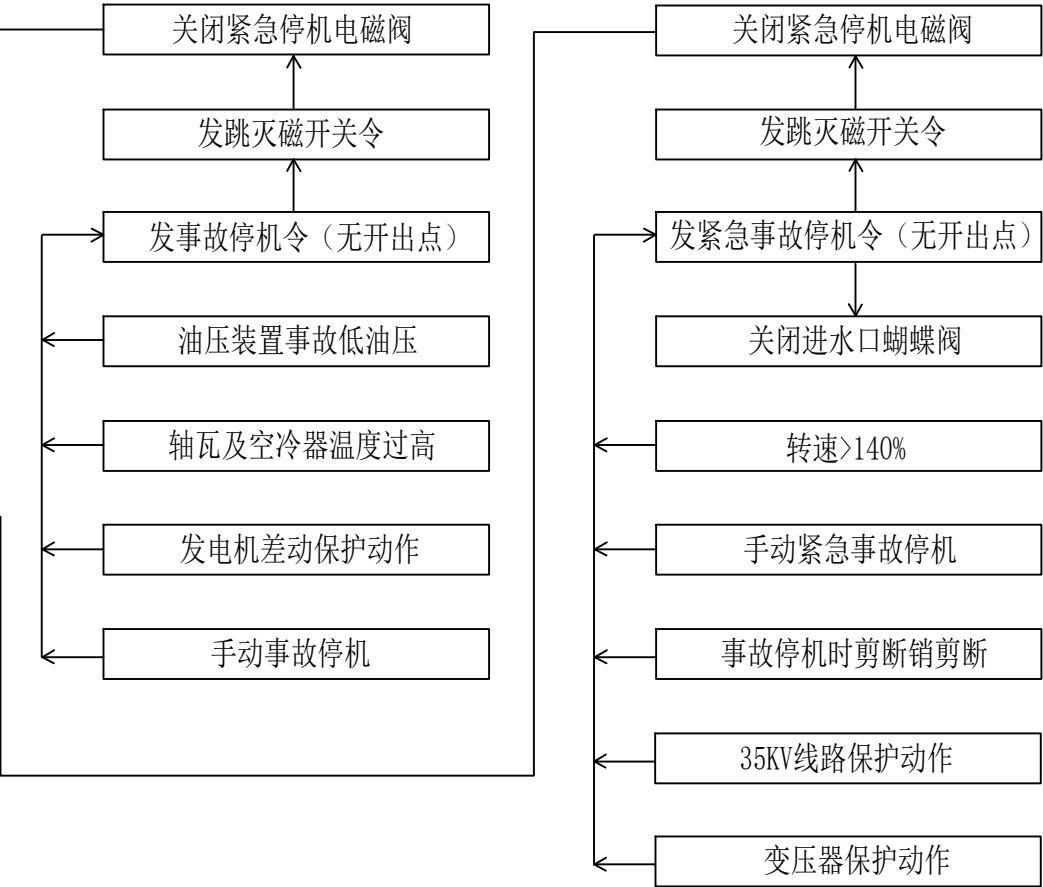 关闭紧急停机电磁阀
发跳灭磁开关令
发事故停机令（无开出点）
油压装置事故低油压
轴瓦及空冷器温度过高
发电机差动保护动作
手动事故停机
关闭紧急停机电磁阀
发跳灭磁开关令
发紧急事故停机令（无开出点）
关闭进水口蝴蝶阀
转速>140%
手动紧急事故停机
事故停机时剪断销剪断
35KV线路保护动作
变压器保护动作